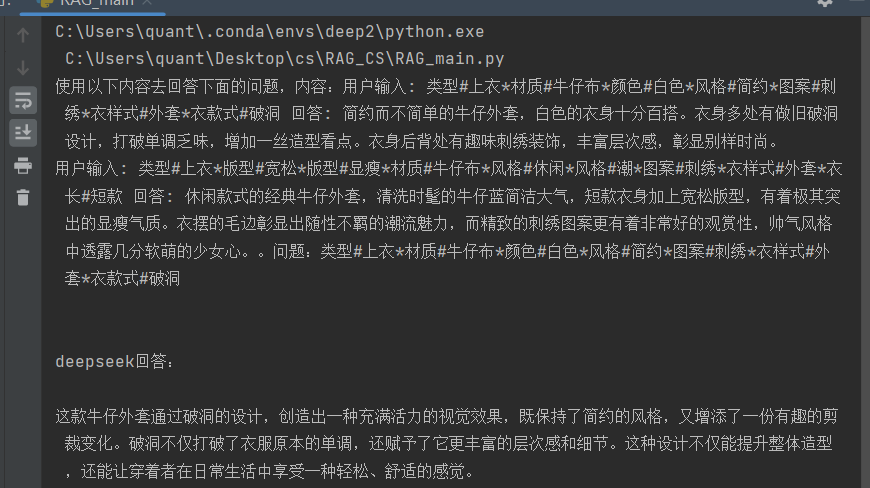 RAG_main
C:\Users\quant\.conda\envs\deep2\python.exe
C:\Users\quant\Desktop\cs\RAG_CS\RAG_main.py
使用以下内容去回答下面的问题，内容：用户输入: 类型#上衣*材质#牛仔布*颜色#白色*风格#简约*图案#刺
绣*衣样式#外套*衣款式#破洞 回答: 简约而不简单的牛仔外套，白色的衣身十分百搭。衣身多处有做旧破洞
设计，打破单调乏味，增加一丝造型看点。衣身后背处有趣味刺绣装饰，丰富层次感，彰显别样时尚。
用户输入: 类型#上衣*版型#宽松*版型#显瘦*材质#牛仔布*风格#休闲*风格#潮*图案#刺绣*衣样式#外套*衣
长#短款 回答: 休闲款式的经典牛仔外套，清洗时髦的牛仔蓝简洁大气，短款衣身加上宽松版型，有着极其突
出的显瘦气质。衣摆的毛边彰显出随性不羁的潮流魅力，而精致的刺绣图案更有着非常好的观赏性，帅气风格
中透露几分软萌的少女心。。问题：类型#上衣*材质#牛仔布*颜色#白色*风格#简约*图案#刺绣*衣样式#外
套*衣款式#破洞
deepseek回答：
这款牛仔外套通过破洞的设计，创造出一种充满活力的视觉效果，既保持了简约的风格，又增添了一份有趣的剪
裁变化。破洞不仅打破了衣服原本的单调，还赋予了它更丰富的层次感和细节。这种设计不仅能提升整体造型
，还能让穿着者在日常生活中享受一种轻松、舒适的感觉。